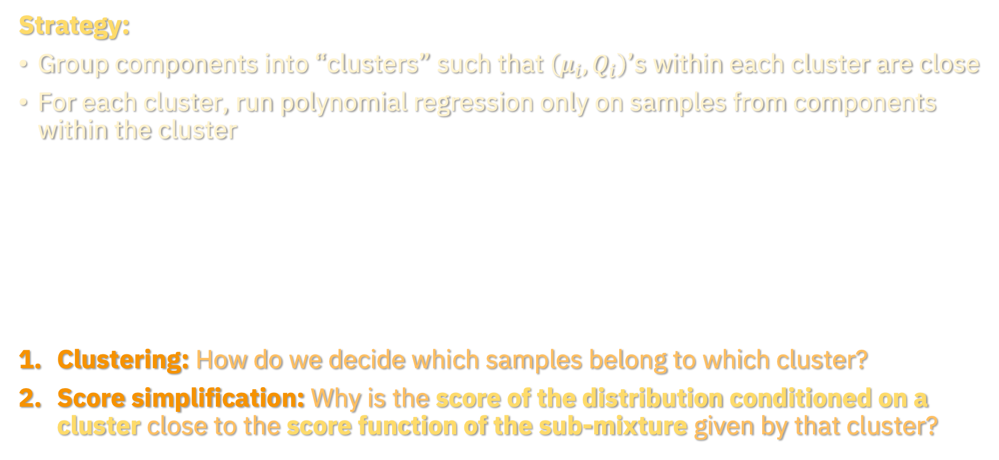 Strategy:
• Group components into “clusters” such that (𝜇ᵢ, 𝑄ᵢ)’s within each cluster are close
• For each cluster, run polynomial regression only on samples from components
within the cluster
1. Clustering: How do we decide which samples belong to which cluster?
2. Score simplification: Why is the score of the distribution conditioned on a
cluster close to the score function of the sub-mixture given by that cluster?